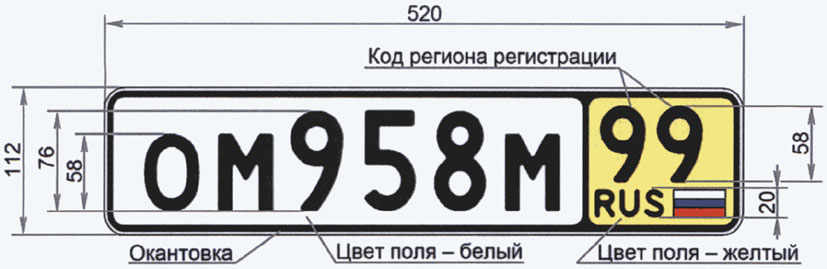 520
Код региона регистрации
112
76
58
ОМ958М
99
58
RUS
20
Окантовка
Цвет поля – белый
Цвет поля – желтый